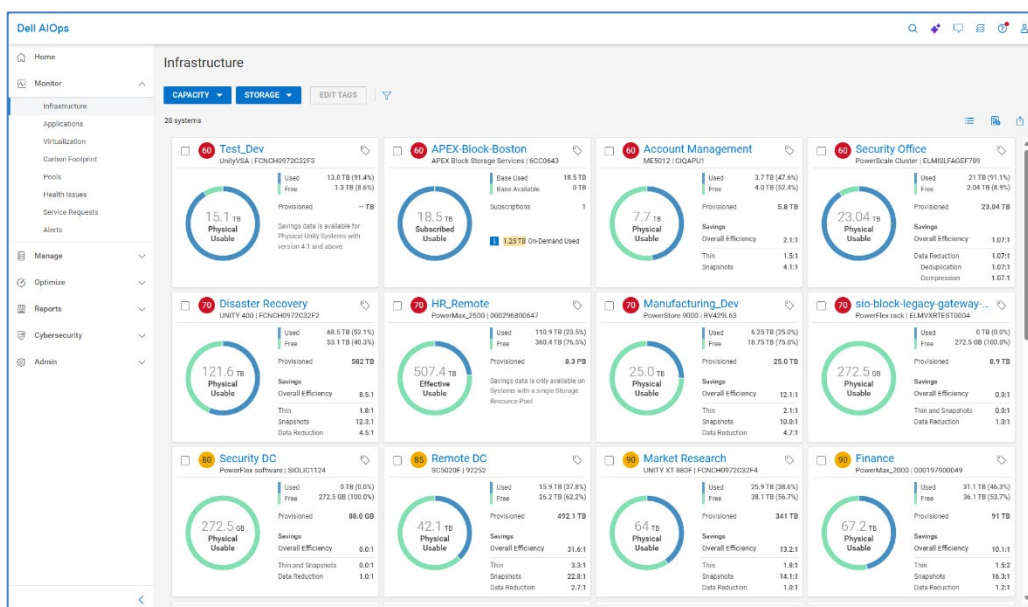 Dell AIOps
Home
Monitor
Infrastructure
Applications
Virtualization
Carbon Footprint
Pools
Health Issues
Service Requests
Alerts
Manage
Optimize
Reports
Cybersecurity
Admin
Infrastructure
CAPACITY STORAGE EDIT TAGS
28 systems
60 Test_Dev
UnityVSA | FCNCH0972C32F3
15.1 TB
Physical
Usable
Used 13.8 TB (91.4%)
Free 1.3 TB (8.6%)
Provisioned -- TB
Savings data is available for
Physical Unity Systems with
version 4.1 and above.
60 APEX-Block-Boston
APEX Block Storage Services | 6CC0643
18.5 TB
Subscribed
Usable
Base Used 18.5 TB
Base Available 0 TB
Subscriptions 1
1.25 TB On-Demand Used
60 Account Management
ME5012 | CIQAPU1
7.7 TB
Physical
Usable
Used 3.7 TB (47.6%)
Free 4.0 TB (52.4%)
Provisioned 5.8 TB
Savings
Overall Efficiency 2.1:1
Thin 1.5:1
Snapshots 4.1:1
60 Security Office
PowerScale Cluster | ELMISLFAGEF789
23.04 TB
Physical
Usable
Used 21 TB (91.1%)
Free 2.04 TB (8.9%)
Provisioned 23.04 TB
Savings
Overall Efficiency 1.07:1
Data Reduction 1.07:1
Deduplication 1.07:1
Compression 1.07:1
70 Disaster Recovery
UNITY 400 | FCNCH0972C32F2
121.6 TB
Physical
Usable
Used 68.5 TB (52.1%)
Free 53.1 TB (40.3%)
Provisioned 582 TB
Savings
Overall Efficiency 8.5:1
Thin 1.8:1
Snapshots 12.3:1
Data Reduction 4.5:1
70 HR_Remote
PowerMax_2500 | 000296800647
507.4 TB
Effective
Usable
Used 110.9 TB (23.5%)
Free 360.4 TB (76.5%)
Provisioned 8.3 PB
Savings data is only available on
Systems with a single Storage
Resource Pool
70 Manufacturing_Dev
PowerStore 9000 | RV429L63
25.0 TB
Physical
Usable
Used 6.25 TB (25.0%)
Free 18.75 TB (75.0%)
Provisioned 25.0 TB
Savings
Overall Efficiency 12.1:1
Thin 2.1:1
Snapshots 10.0:1
Data Reduction 4.7:1
70 sio-block-legacy-gateway-...
PowerFlex rack | ELMVXRTEST0004
272.5 GB
Physical
Usable
Used 0 TB (0.0%)
Free 272.5 GB (100.0%)
Provisioned 8.9 TB
Savings
Overall Efficiency 0.0:1
Thin and Snapshots 0.0:1
Data Reduction 1.0:1
80 Security DC
PowerFlex software | SIOLIC1124
272.5 GB
Physical
Usable
Used 0 TB (0.0%)
Free 272.5 GB (100.0%)
Provisioned 88.0 GB
Savings
Overall Efficiency 0.0:1
Thin and Snapshots 0.0:1
Data Reduction 1.0:1
85 Remote DC
SC5020F | 92252
42.1 TB
Physical
Usable
Used 15.9 TB (37.8%)
Free 26.2 TB (62.2%)
Provisioned 492.1 TB
Savings
Overall Efficiency 31.6:1
Thin 3.3:1
Snapshots 22.8:1
Data Reduction 2.7:1
90 Market Research
UNITY XT 880F | FCNCH0972C32F4
64 TB
Physical
Usable
Used 25.9 TB (38.6%)
Free 38.1 TB (56.7%)
Provisioned 341 TB
Savings
Overall Efficiency 13.2:1
Thin 1.8:1
Snapshots 14.1:1
Data Reduction 1.9:1
90 Finance
PowerMax_2000 | 000197900049
67.2 TB
Physical
Usable
Used 31.1 TB (46.3%)
Free 36.1 TB (53.7%)
Provisioned 91 TB
Savings
Overall Efficiency 10.1:1
Thin 1.5:2
Snapshots 16.3:1
Data Reduction 1.2:1